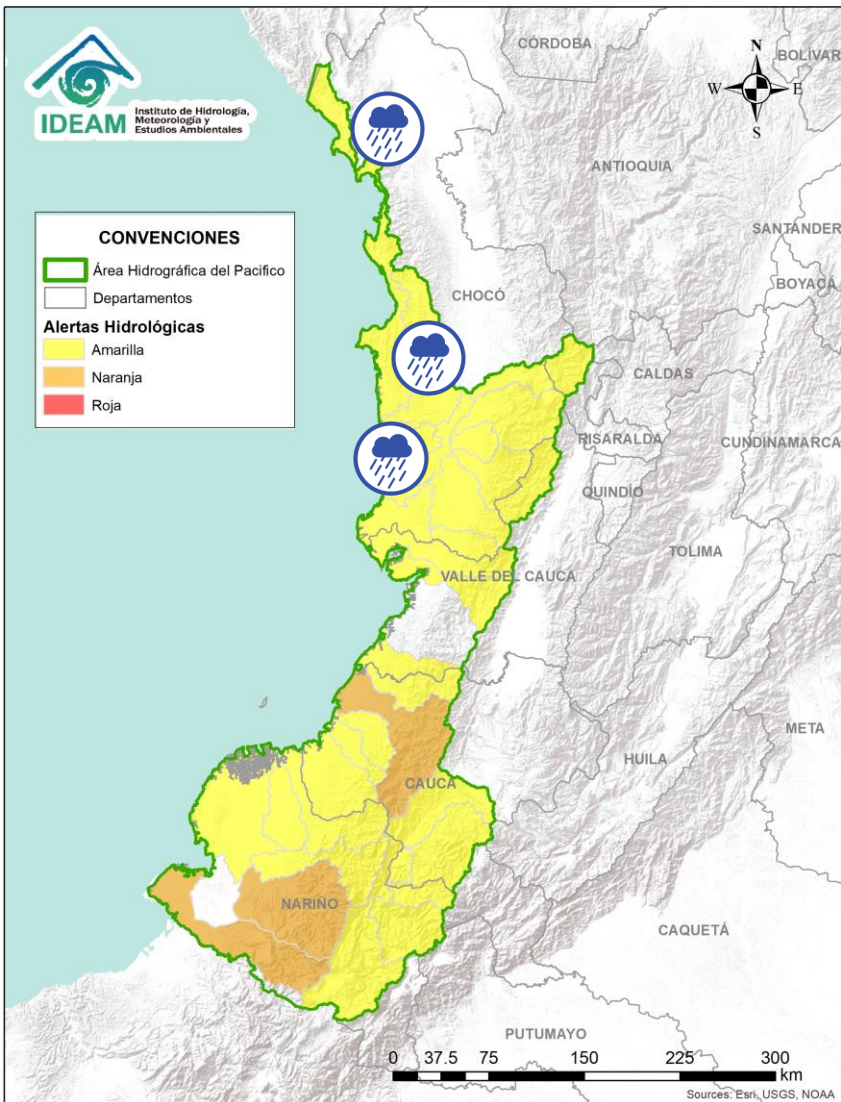 IDEAM
Instituto de Hidrología,
Meteorología y
Estudios Ambientales
N
W
E
S
CÓRDOBA
BOLÍVAR
ANTIOQUIA
SANTANDER
BOYACÁ
CHOCÓ
CALDAS
RISARALDA
CUNDINAMARCA
QUINDÍO
TOLIMA
VALLE DEL CAUCA
META
HUILA
CAUCA
NARIÑO
CAQUETÁ
PUTUMAYO
CONVENCIONES
Área Hidrográfica del Pacifico
Departamentos
Alertas Hidrológicas
Amarilla
Naranja
Roja
0 37.5 75 150 225 300
km
Sources: Esri, USGS, NOAA